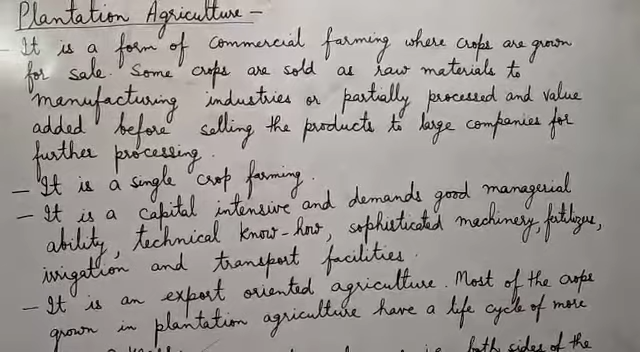 Plantation Agriculture -
- It is a form of commercial farming where crops are grown
for sale. Some crops are sold as raw materials to
manufacturing industries or partially processed and value
added before selling the products to large companies for
further processing.
- It is a single crop farming.
- It is a capital intensive and demands good managerial
ability, technical know-how, sophisticated machinery, fertilizers,
irrigation and transport facilities.
- It is an export oriented agriculture. Most of the crops
grown in plantation agriculture have a life cycle of more
both sides of the